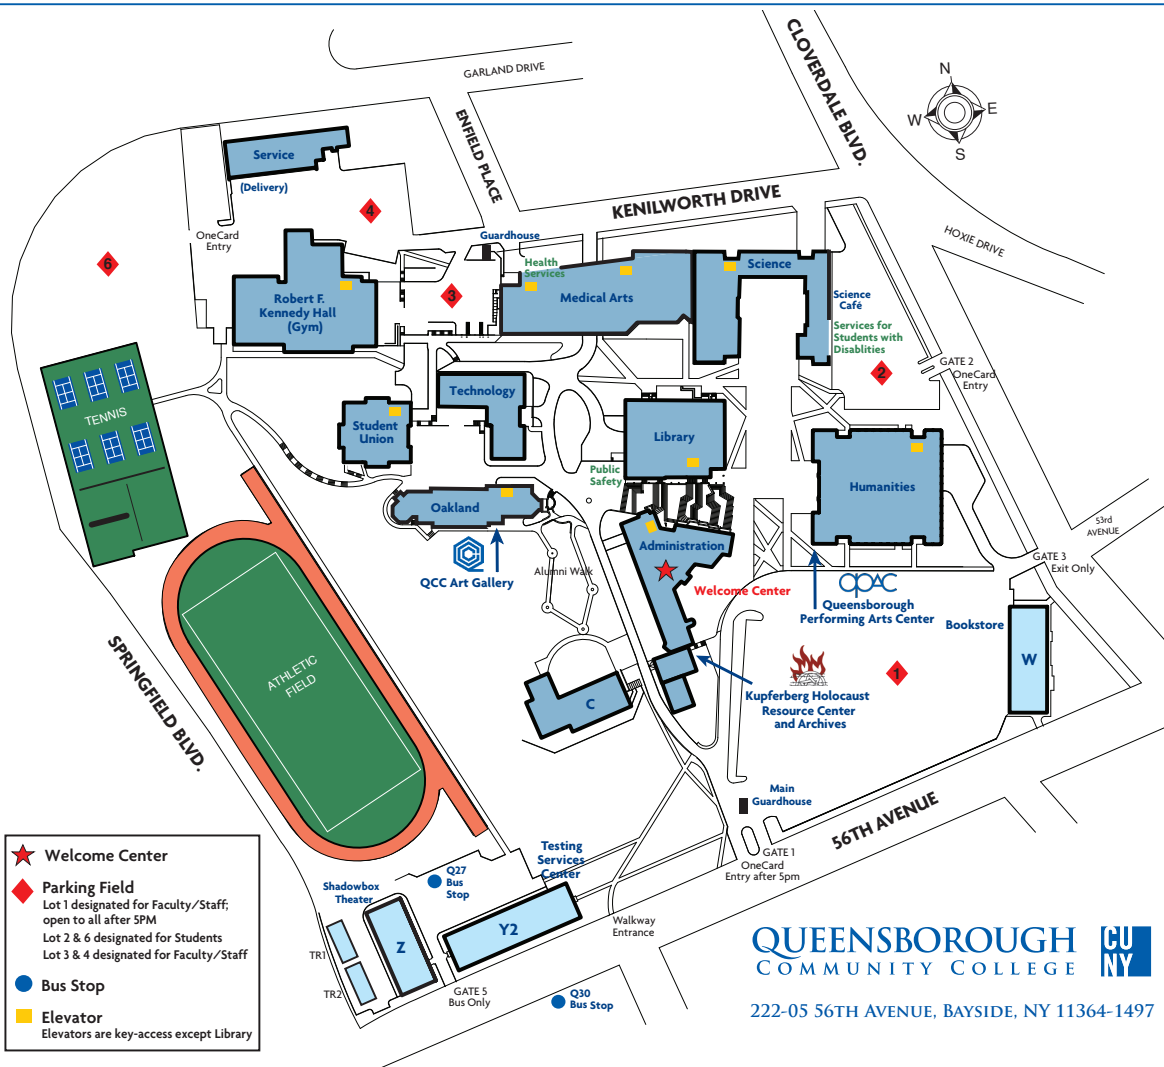 GARLAND DRIVE
ENFIELD PLACE
CLOVERDALE BLVD.
N
W
E
S
Service
(Delivery)
4
KENILWORTH DRIVE
HOXIE DRIVE
OneCard
Entry
Guardhouse
6
3
Health
Services
Medical Arts
Science
Robert F.
Kennedy Hall
(Gym)
Science
Café
Services for
Students with
Disablities
2
GATE 2
OneCard
Entry
TENNIS
Technology
Student
Union
Library
Public
Safety
Humanities
Oakland
53rd
AVENUE
Administration
GATE 3
Exit Only
QCC Art Gallery
Alumni Walk
Welcome Center
QPAC
Queensborough
Performing Arts Center
Bookstore
W
SPRINGFIELD BLVD.
ATHLETIC
FIELD
1
C
Kupferberg Holocaust
Resource Center
and Archives
Main
Guardhouse
56TH AVENUE
GATE 1
OneCard
Entry after 5pm
Testing
Services
Center
Q27
Bus
Stop
Shadowbox
Theater
Y2
Z
Walkway
Entrance
TR1
TR2
GATE 5
Bus Only
Q30
Bus Stop
Welcome Center
Parking Field
Lot 1 designated for Faculty/Staff;
open to all after 5PM
Lot 2 & 6 designated for Students
Lot 3 & 4 designated for Faculty/Staff
Bus Stop
Elevator
Elevators are key-access except Library
QUEENSBOROUGH
COMMUNITY COLLEGE
CU
NY
222-05 56TH AVENUE, BAYSIDE, NY 11364-1497